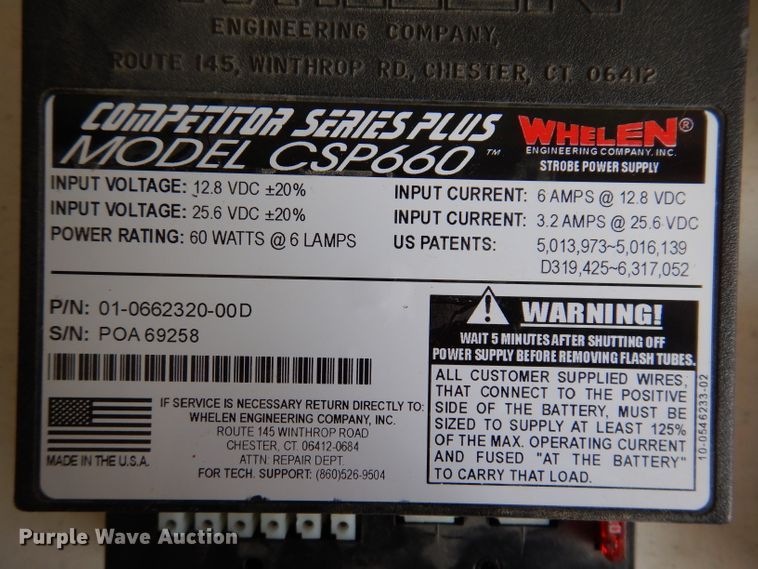 ENGINEERING COMPANY,
ROUTE 145, WINTHROP RD., CHESTER, CT. 06412
COMPETITOR SERIES PLUS
MODEL CSP660 ™
WHELEN®
ENGINEERING COMPANY, INC.
STROBE POWER SUPPLY
INPUT VOLTAGE: 12.8 VDC ±20%
INPUT VOLTAGE: 25.6 VDC ±20%
POWER RATING: 60 WATTS @ 6 LAMPS
INPUT CURRENT: 6 AMPS @ 12.8 VDC
INPUT CURRENT: 3.2 AMPS @ 25.6 VDC
US PATENTS: 5,013,973~5,016,139
D319,425~6,317,052
P/N: 01-0662320-00D
S/N: POA 69258
WARNING!
WAIT 5 MINUTES AFTER SHUTTING OFF
POWER SUPPLY BEFORE REMOVING FLASH TUBES.
ALL CUSTOMER SUPPLIED WIRES,
THAT CONNECT TO THE POSITIVE
SIDE OF THE BATTERY, MUST BE
SIZED TO SUPPLY AT LEAST 125%
OF THE MAX. OPERATING CURRENT
AND FUSED "AT THE BATTERY"
TO CARRY THAT LOAD.
10-0546233-02
MADE IN THE U.S.A.
IF SERVICE IS NECESSARY RETURN DIRECTLY TO:
WHELEN ENGINEERING COMPANY, INC.
ROUTE 145 WINTHROP ROAD
CHESTER, CT. 06412-0684
ATTN: REPAIR DEPT.
FOR TECH. SUPPORT: (860)526-9504
Purple Wave Auction